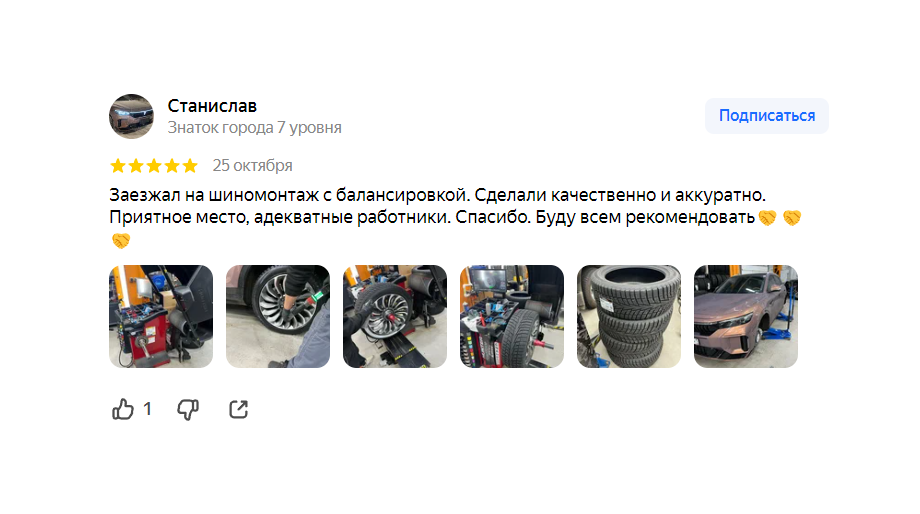 Станислав
Знаток города 7 уровня
Подписаться
25 октября
Заезжал на шиномонтаж с балансировкой. Сделали качественно и аккуратно.
Приятное место, адекватные работники. Спасибо. Буду всем рекомендовать🤝 🤝
🤝
1